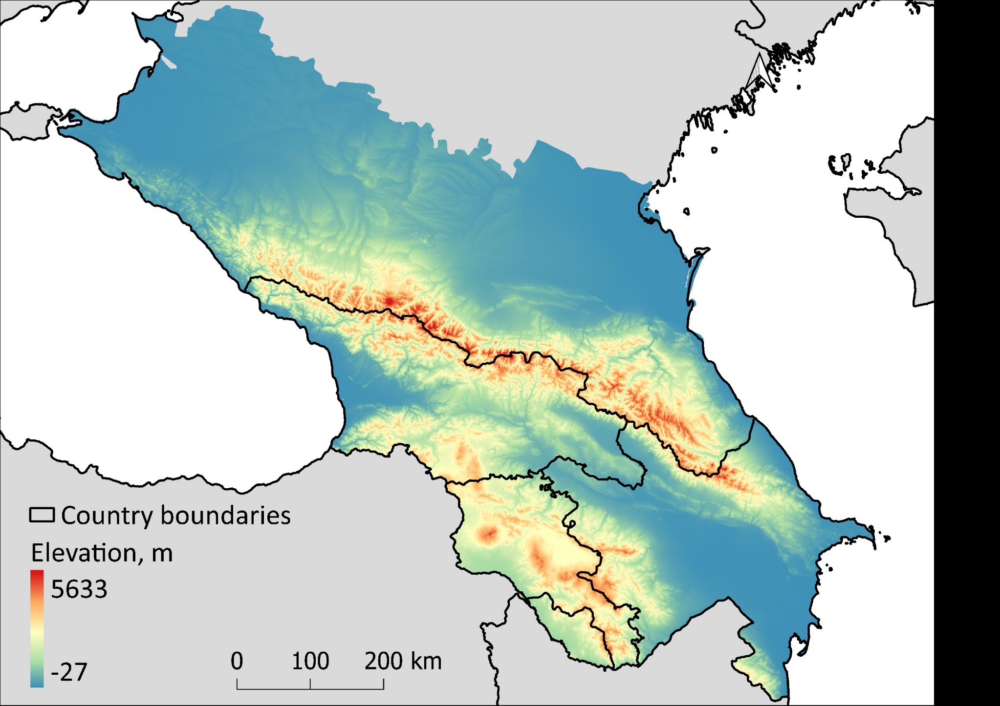 Country boundaries
Elevation, m
5633
-27
0 100 200 km